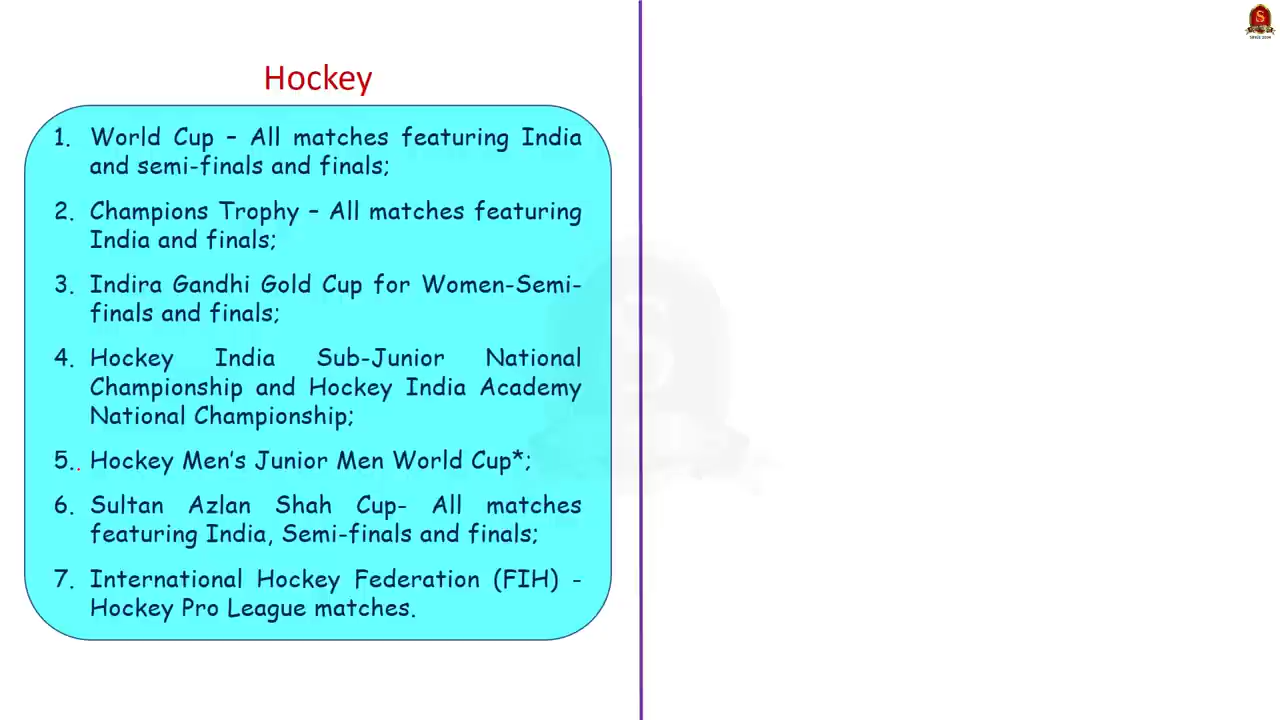 Hockey
1. World Cup – All matches featuring India
and semi-finals and finals;
2. Champions Trophy – All matches featuring
India and finals;
3. Indira Gandhi Gold Cup for Women-Semi-
finals and finals;
4. Hockey India Sub-Junior National
Championship and Hockey India Academy
National Championship;
5. Hockey Men’s Junior Men World Cup*;
6. Sultan Azlan Shah Cup- All matches
featuring India, Semi-finals and finals;
7. International Hockey Federation (FIH) -
Hockey Pro League matches.
S